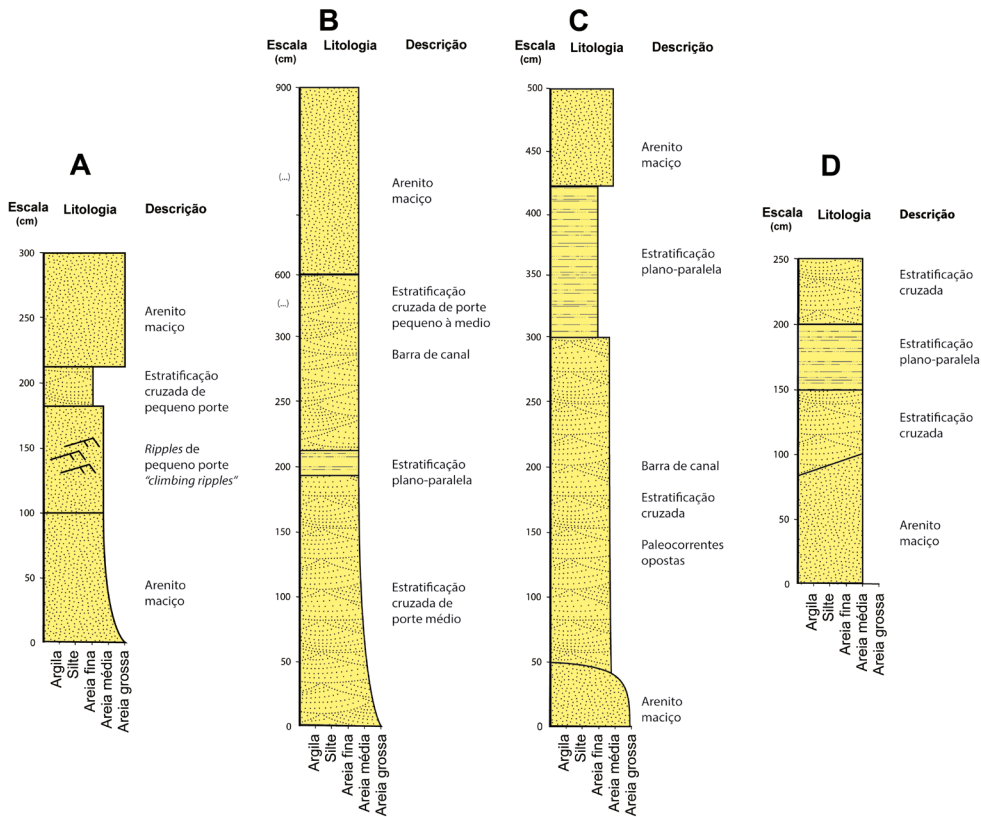 A
Escala Litologia Descrição
(cm)
300
250
200
150
100
50
0
Arenito
maciço
Estratificação
cruzada de
pequeno porte
Ripples de
pequeno porte
“climbing ripples”
Arenito
maciço
Argila
Silte
Areia fina
Areia média
Areia grossa
B
Escala Litologia Descrição
(cm)
900
(...)
600
(...)
300
250
200
150
100
50
0
Arenito
maciço
Estratificação
cruzada de porte
pequeno à medio
Barra de canal
Estratificação
plano-paralela
Estratificação
cruzada de
porte médio
Argila
Silte
Areia fina
Areia média
Areia grossa
C
Escala Litologia Descrição
(cm)
500
450
400
350
300
250
200
150
100
50
0
Arenito
maciço
Estratificação
plano-paralela
Barra de canal
Estratificação
cruzada
Paleocorrentes
opostas
Arenito
maciço
Argila
Silte
Areia fina
Areia média
Areia grossa
D
Escala Litologia Descrição
(cm)
250
200
150
100
50
0
Estratificação
cruzada
Estratificação
plano-paralela
Estratificação
cruzada
Arenito
maciço
Argila
Silte
Areia fina
Areia média
Areia grossa